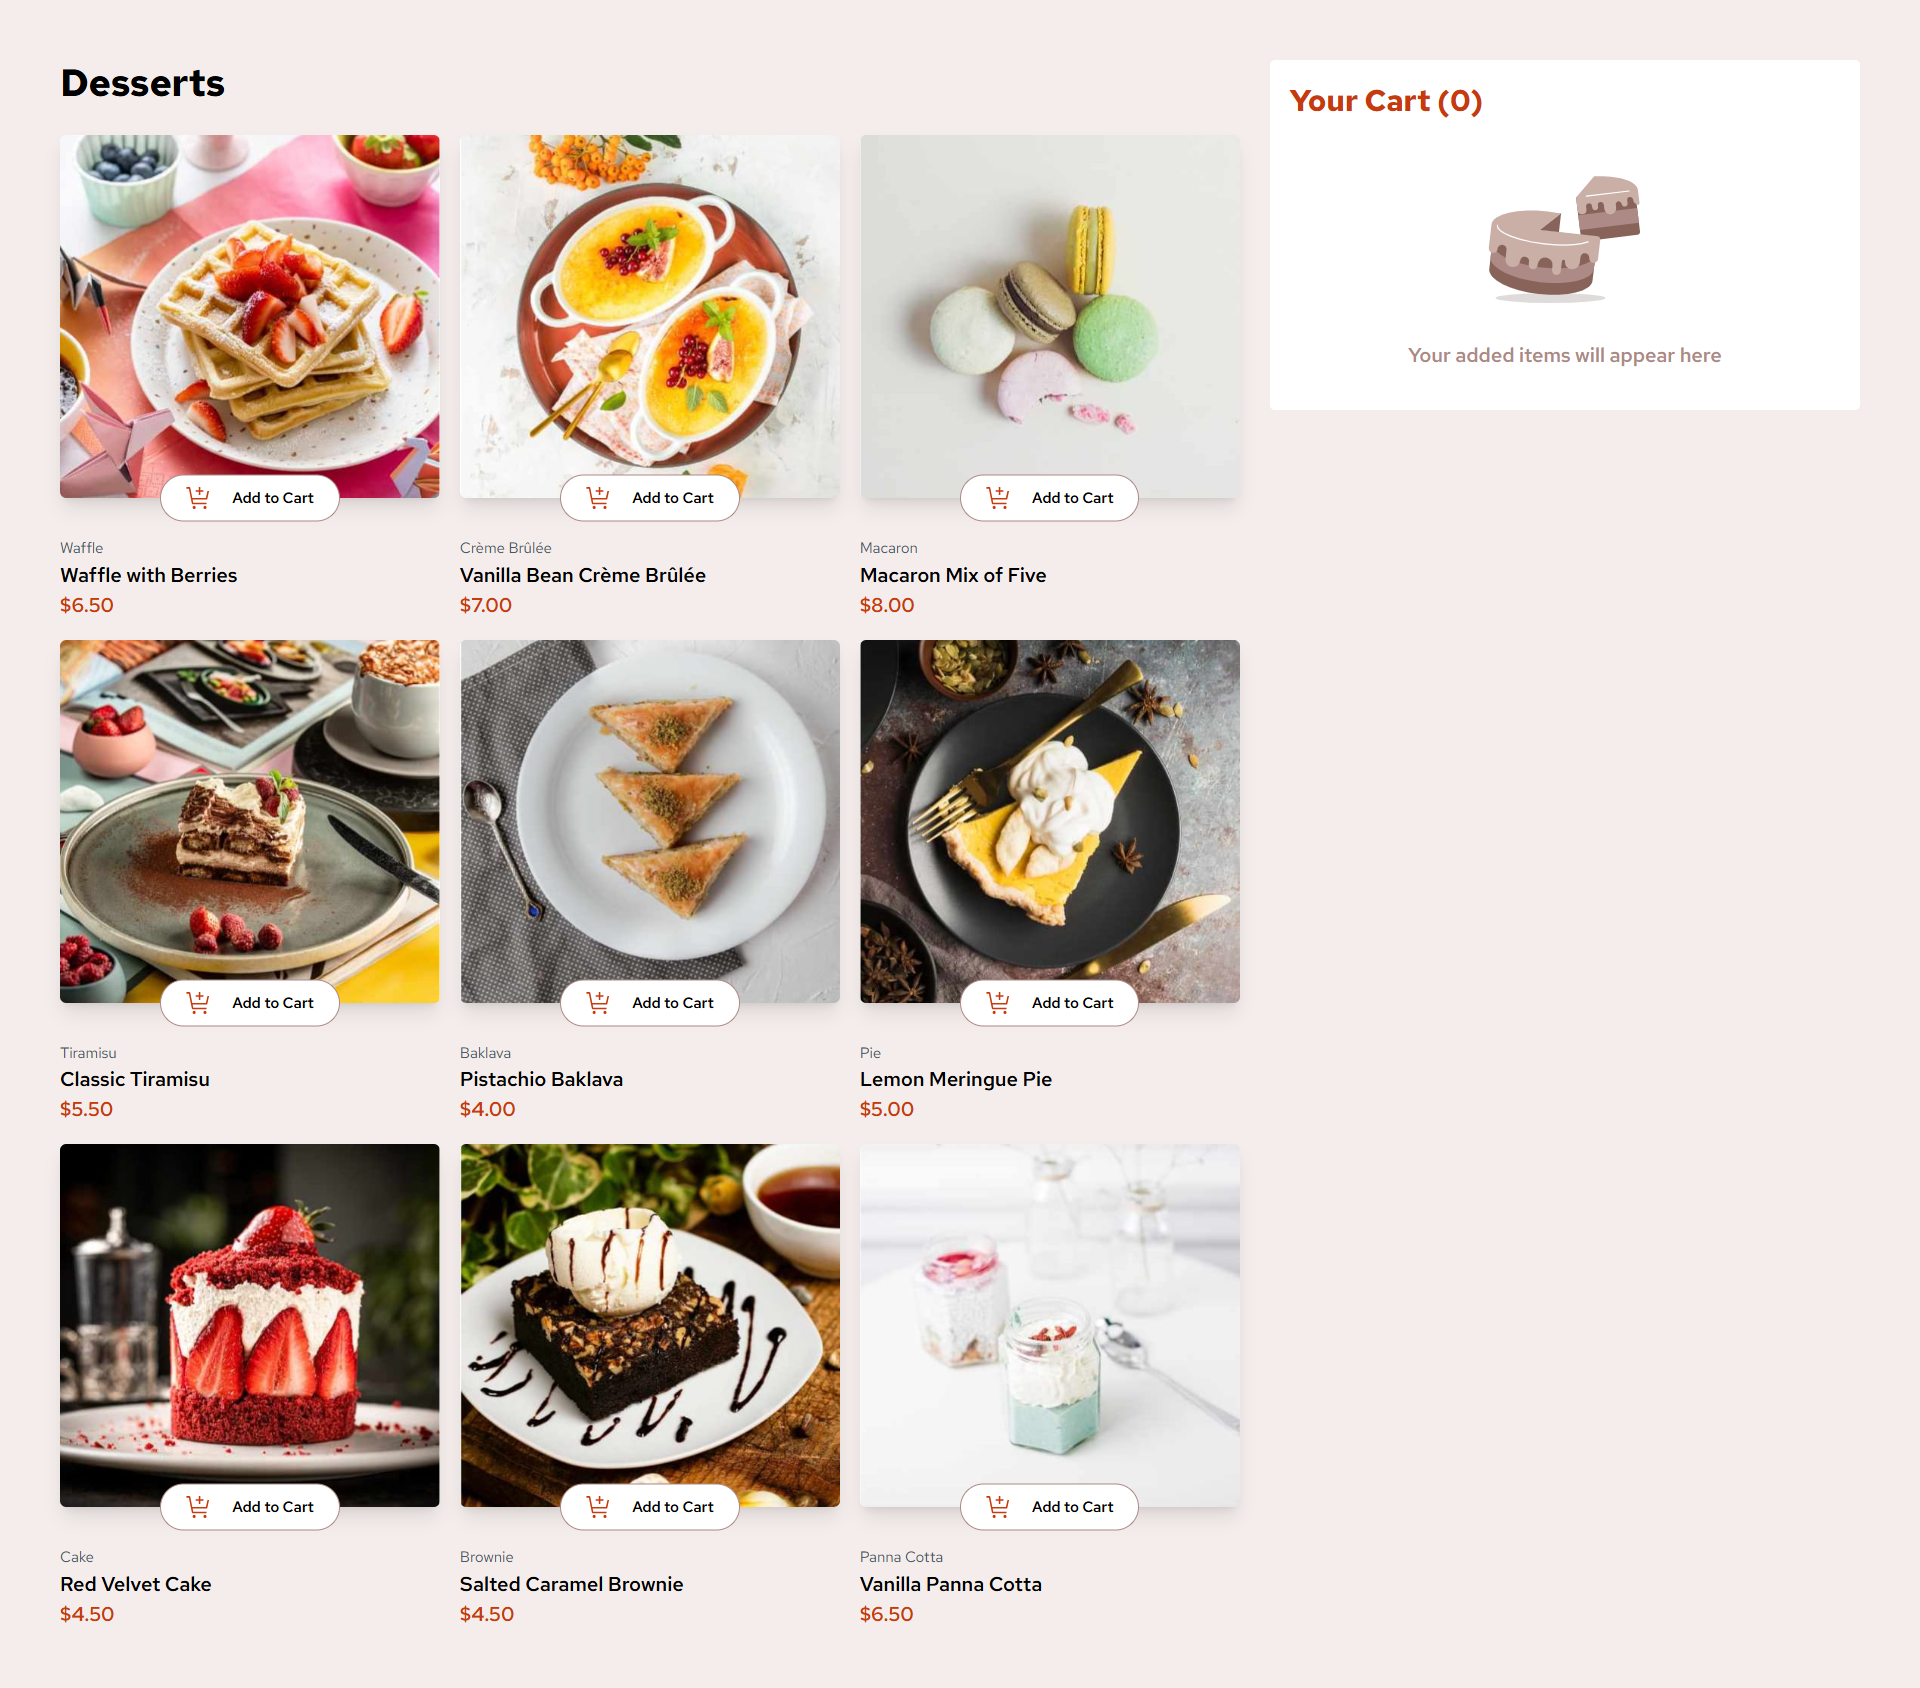 Desserts
Add to Cart
Waffle
Waffle with Berries
$6.50
Add to Cart
Crème Brûlée
Vanilla Bean Crème Brûlée
$7.00
Add to Cart
Macaron
Macaron Mix of Five
$8.00
Add to Cart
Tiramisu
Classic Tiramisu
$5.50
Add to Cart
Baklava
Pistachio Baklava
$4.00
Add to Cart
Pie
Lemon Meringue Pie
$5.00
Add to Cart
Cake
Red Velvet Cake
$4.50
Add to Cart
Brownie
Salted Caramel Brownie
$4.50
Add to Cart
Panna Cotta
Vanilla Panna Cotta
$6.50
Your Cart (0)
Your added items will appear here